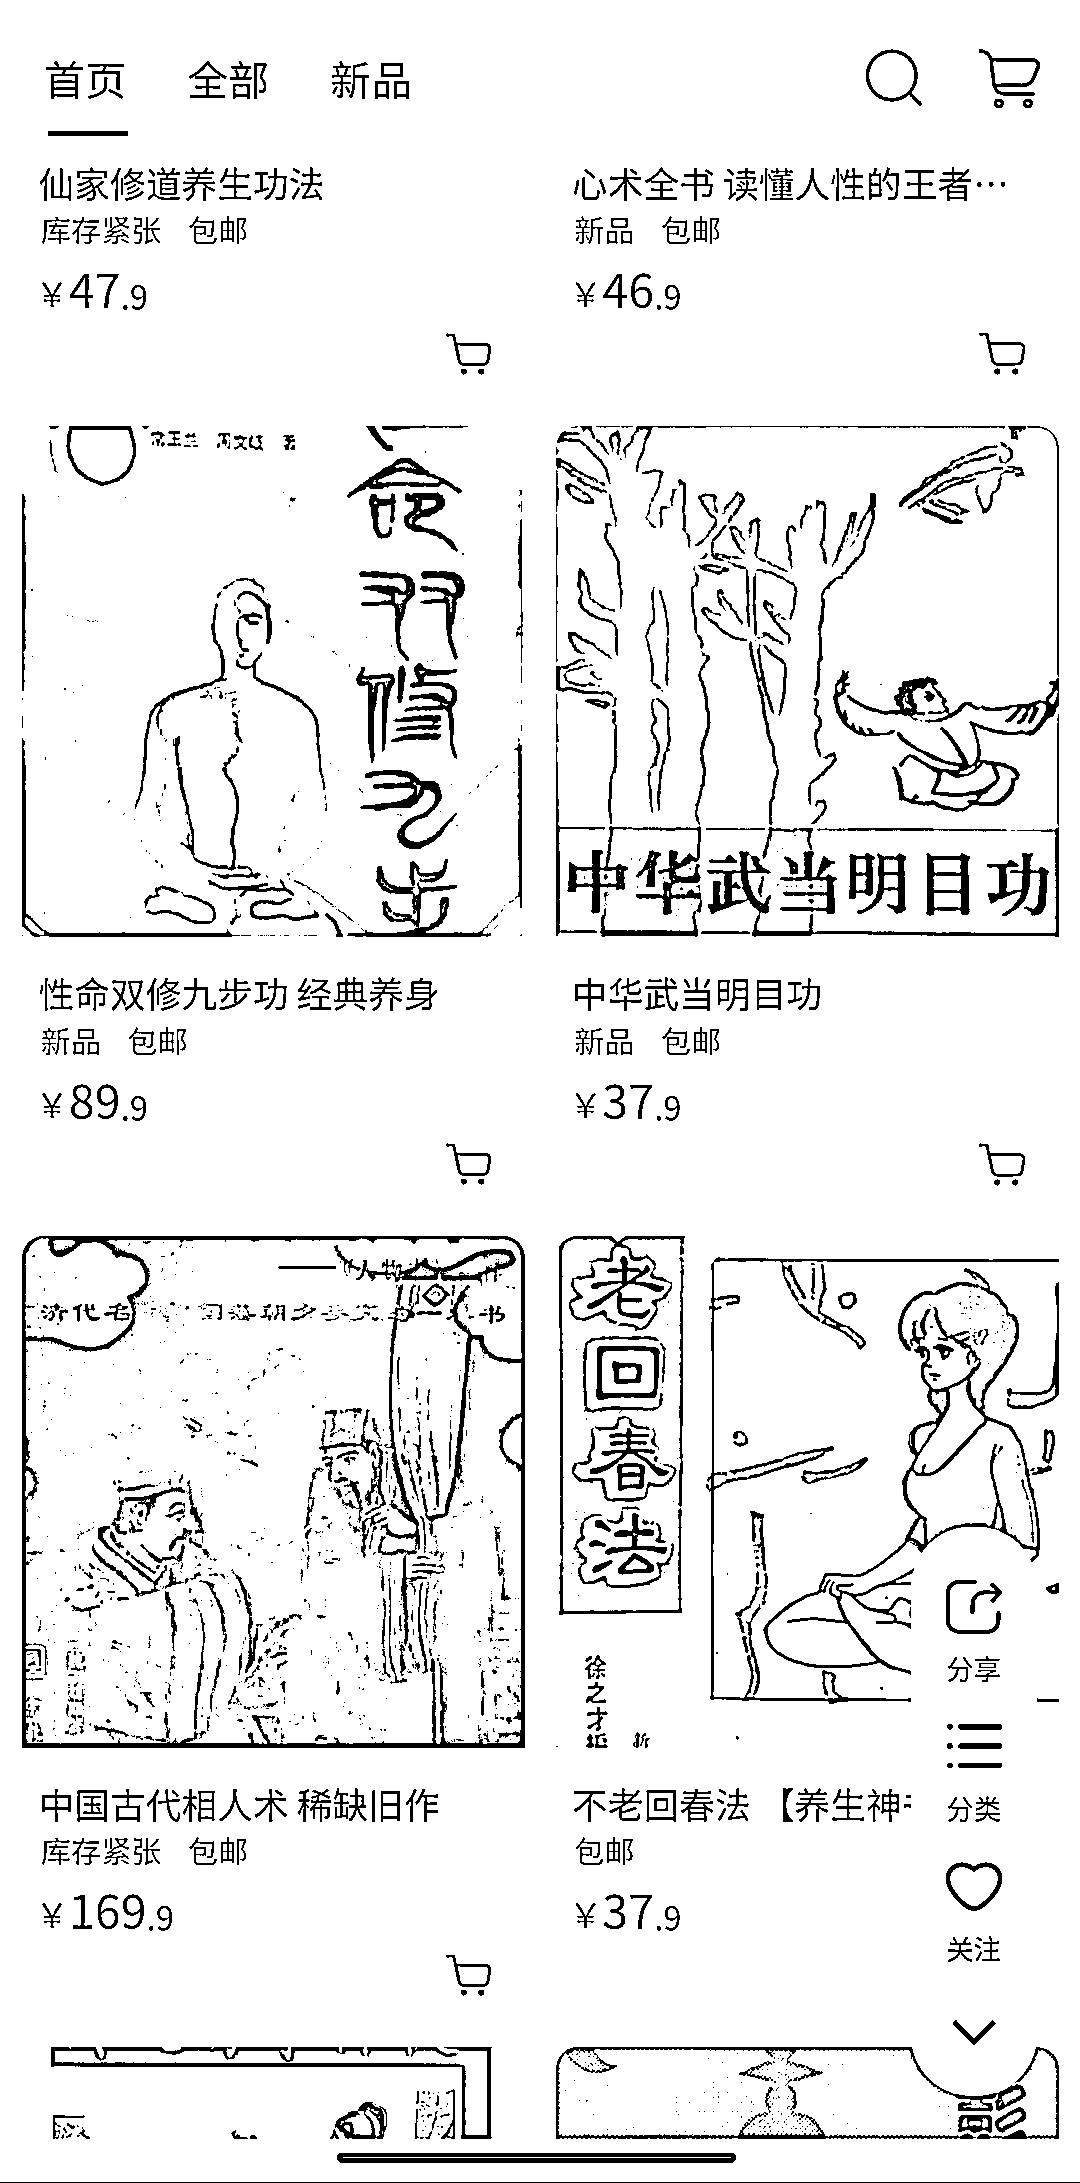 首页 全部 新品
仙家修道养生功法
库存紧张 包邮
¥47.9
心术全书 读懂人性的王者…
新品 包邮
¥46.9
命双修九步
性命双修九步功 经典养身
新品 包邮
¥89.9
中华武当明目功
中华武当明目功
新品 包邮
¥37.9
清代名
书
中国古代相人术 稀缺旧作
库存紧张 包邮
¥169.9
老回春法
徐之才
不老回春法 【养生神
包邮
¥37.9
分享
分类
关注
影